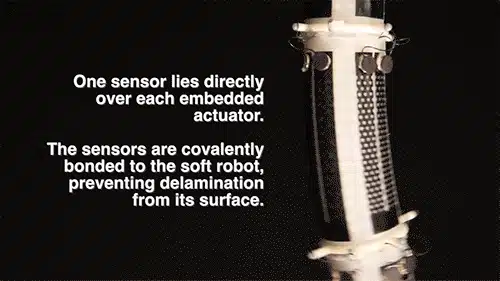 One sensor lies directly
over each embedded
actuator.
The sensors are covalently
bonded to the soft robot,
preventing delamination
from its surface.